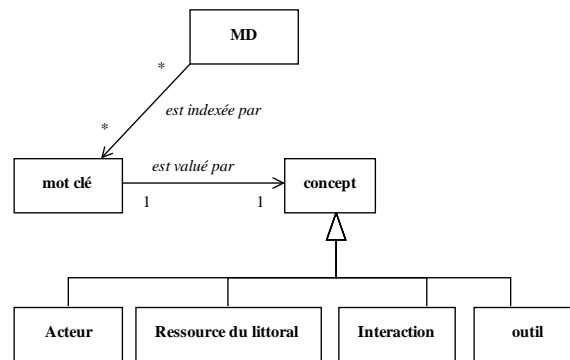 MD
*
est indexée par
*
est valué par
mot clé
concept
1 1
Acteur Ressource du littoral Interaction outil